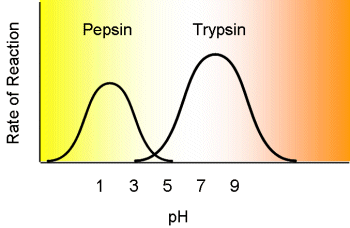 Pepsin Trypsin
Rate of Reaction
1 3 5 7 9
pH